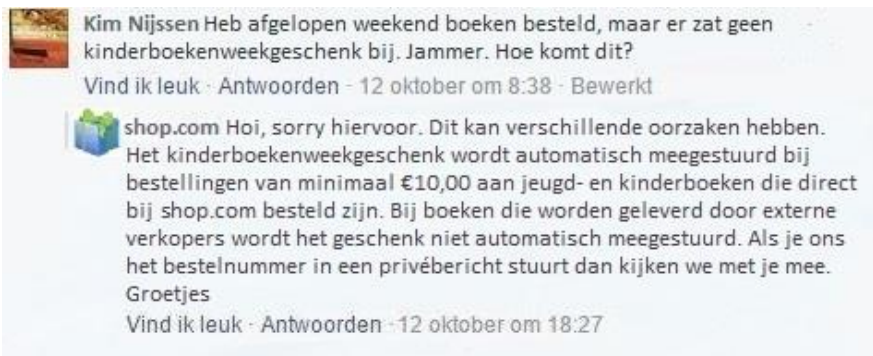 Kim Nijssen Heb afgelopen weekend boeken besteld, maar er zat geen
kinderboekenweekgeschenk bij. Jammer. Hoe komt dit?
Vind ik leuk · Antwoorden · 12 oktober om 8:38 · Bewerkt
shop.com Hoi, sorry hiervoor. Dit kan verschillende oorzaken hebben.
Het kinderboekenweekgeschenk wordt automatisch meegestuurd bij
bestellingen van minimaal €10,00 aan jeugd- en kinderboeken die direct
bij shop.com besteld zijn. Bij boeken die worden geleverd door externe
verkopers wordt het geschenk niet automatisch meegestuurd. Als je ons
het bestelnummer in een privébericht stuurt dan kijken we met je mee.
Groetjes
Vind ik leuk · Antwoorden · 12 oktober om 18:27